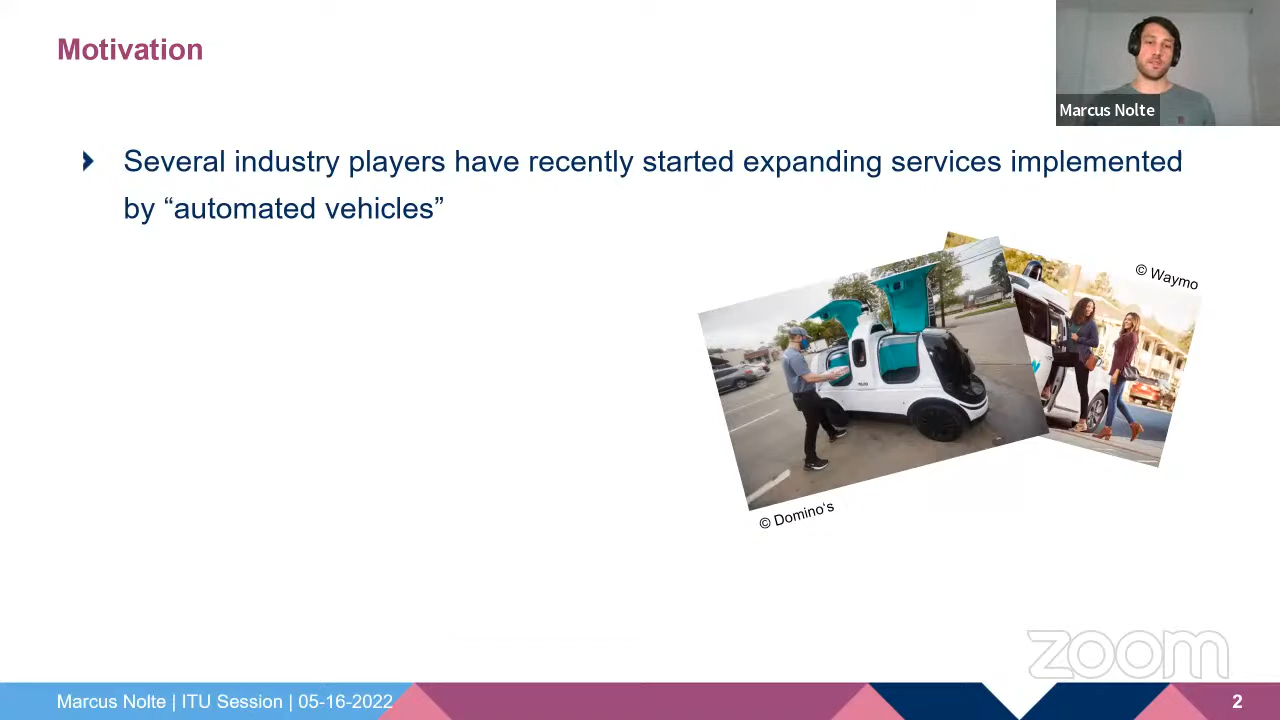 Motivation
Marcus Nolte
Several industry players have recently started expanding services implemented
by “automated vehicles”
© Waymo
© Domino‘s
zoom
Marcus Nolte | ITU Session | 05-16-2022
2